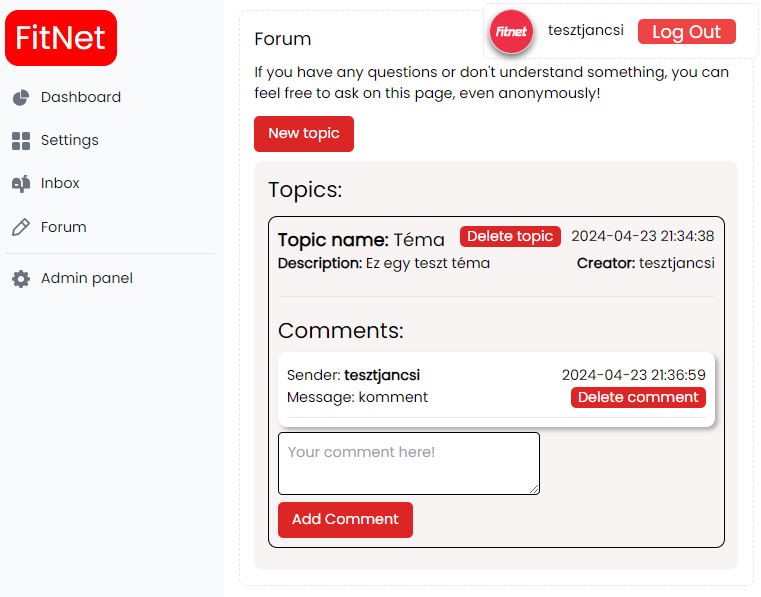 FitNet
Dashboard
Settings
Inbox
Forum
Admin panel
Fitnet
tesztjancsi
Log Out
Forum
If you have any questions or don't understand something, you can
feel free to ask on this page, even anonymously!
New topic
Topics:
Topic name: Téma Delete topic 2024-04-23 21:34:38
Description: Ez egy teszt téma Creator: tesztjancsi
Comments:
Sender: tesztjancsi 2024-04-23 21:36:59
Message: komment Delete comment
Your comment here!
Add Comment